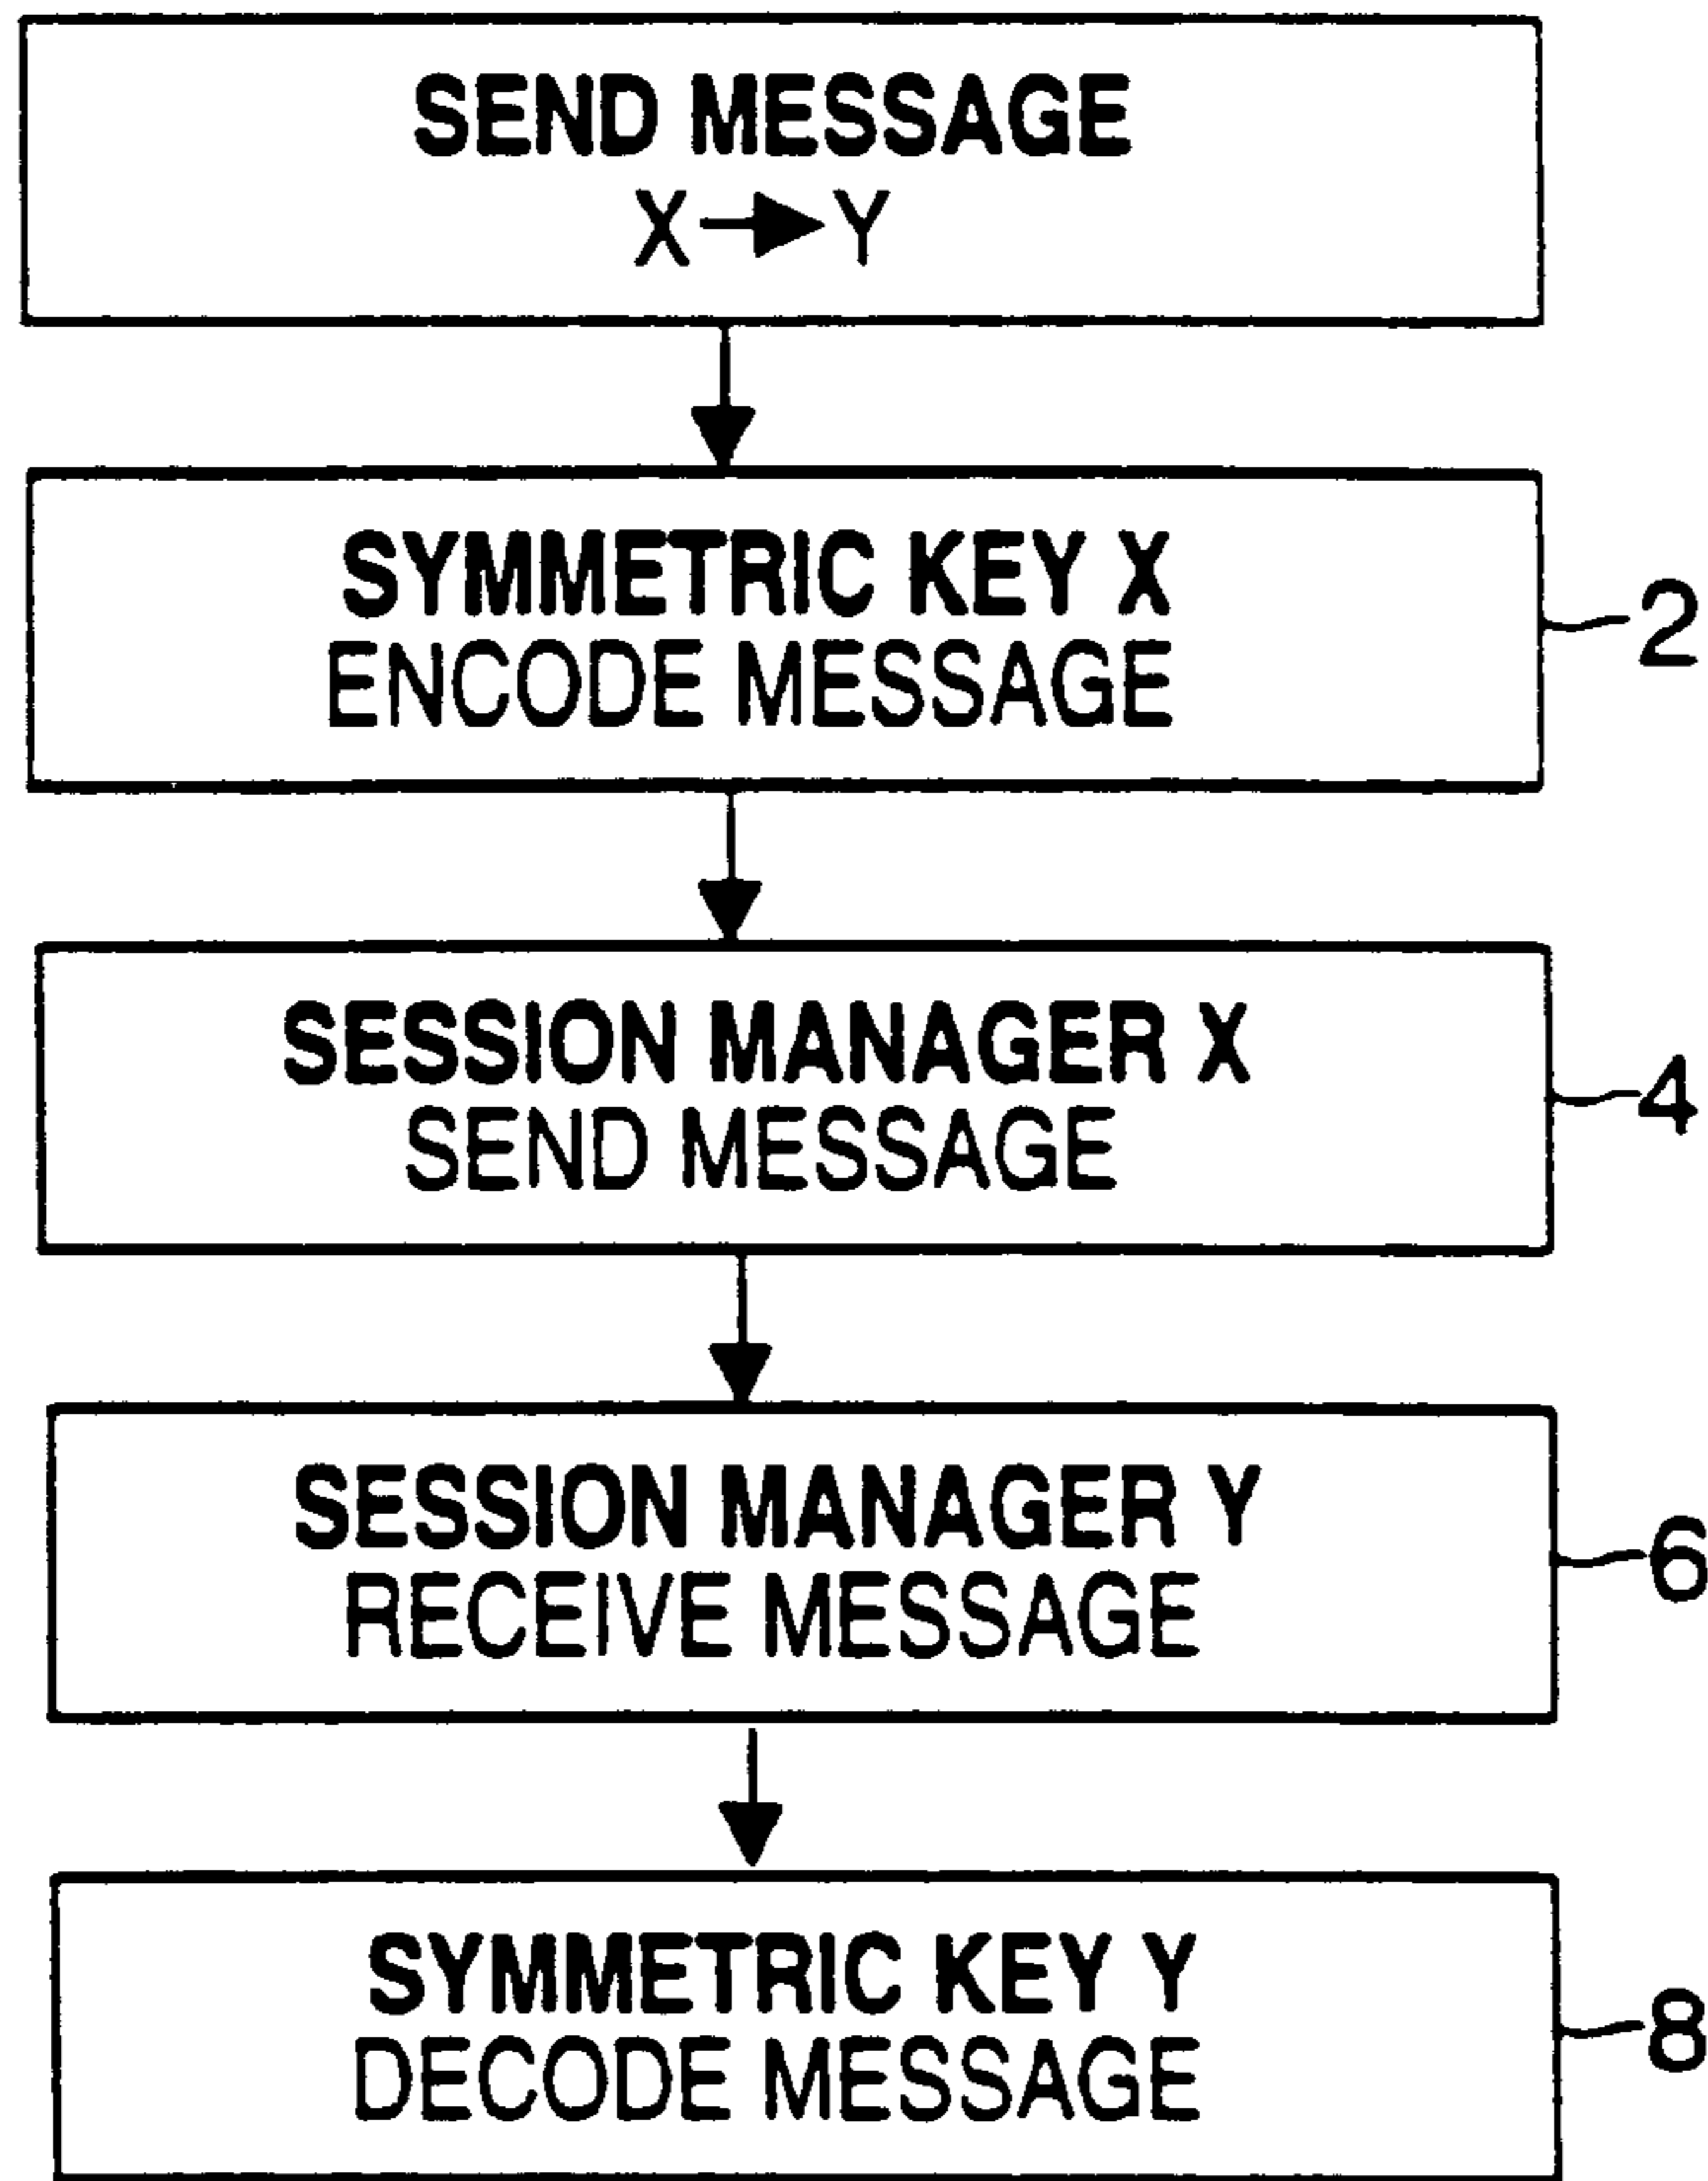 SEND MESSAGE
X → Y
SYMMETRIC KEY X
ENCODE MESSAGE
2
SESSION MANAGER X
SEND MESSAGE
4
SESSION MANAGER Y
RECEIVE MESSAGE
6
SYMMETRIC KEY Y
DECODE MESSAGE
8